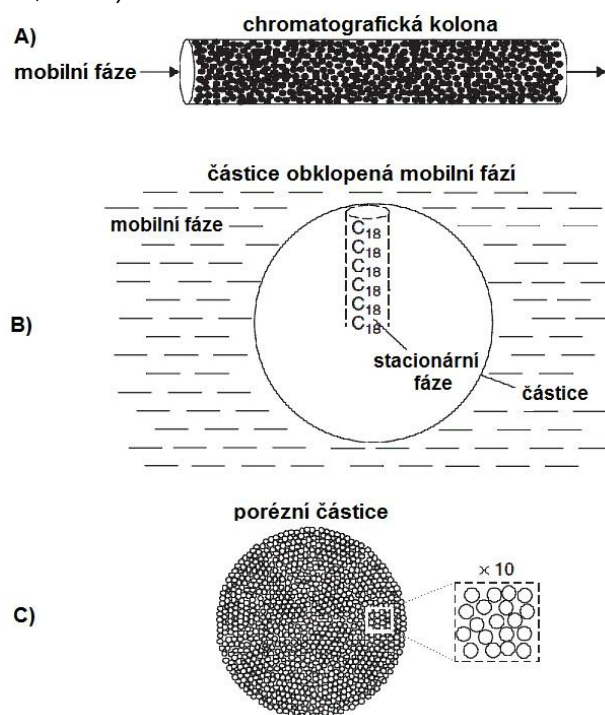 A)
chromatografická kolona
mobilní fáze
částice obklopená mobilní fází
mobilní fáze
C18
C18
C18
C18
C18
C18
B)
stacionární
fáze
částice
porézní částice
× 10
C)